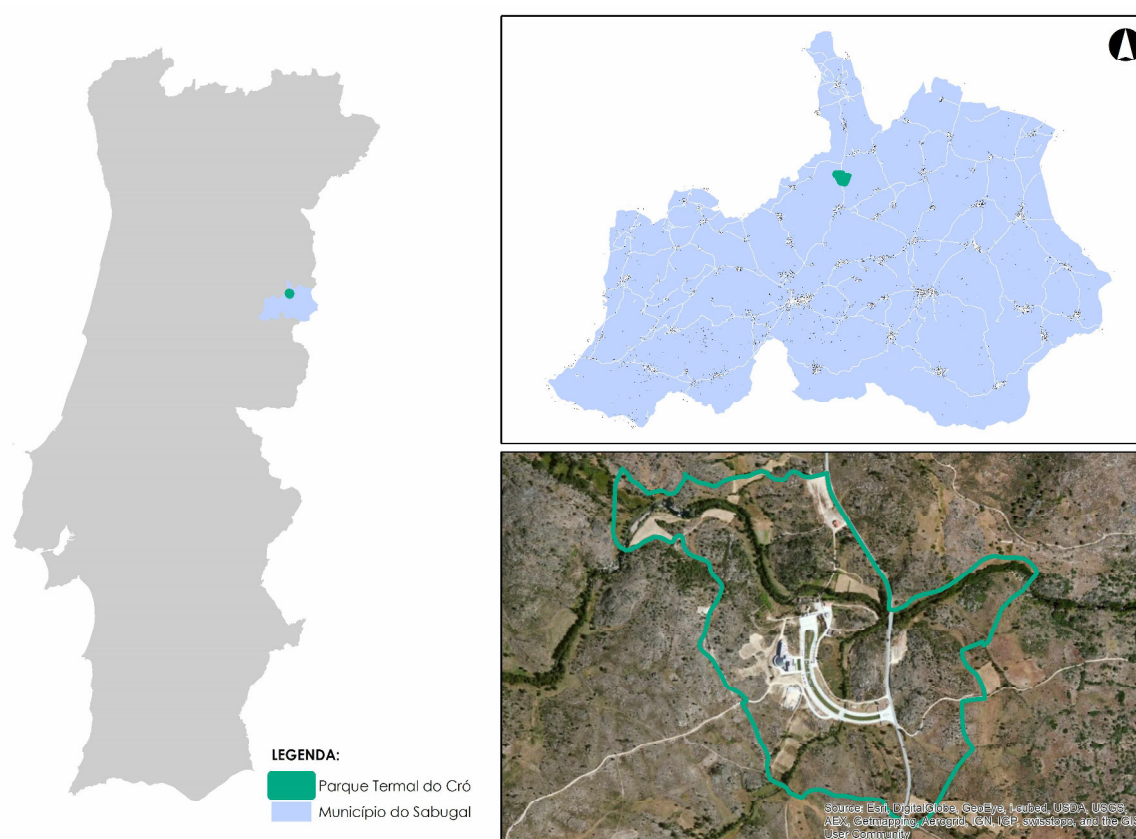 LEGENDA:
Parque Termal do Cró
Município do Sabugal
Source: Esri, DigitalGlobe, GeoEye, i-cubed, USDA, USGS,
AEX, Getmapping, Aerogrid, IGN, IGP, swisstopo, and the GIS
User Community